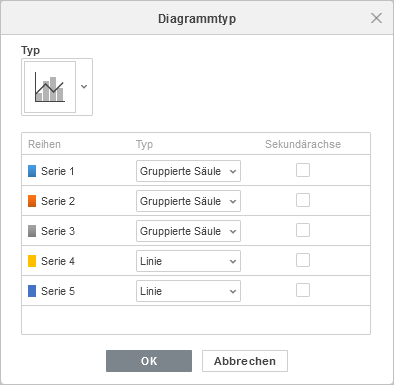 Diagrammtyp
Typ
Reihen Typ Sekundärachse
Serie 1 Gruppierte Säule
Serie 2 Gruppierte Säule
Serie 3 Gruppierte Säule
Serie 4 Linie
Serie 5 Linie
OK Abbrechen